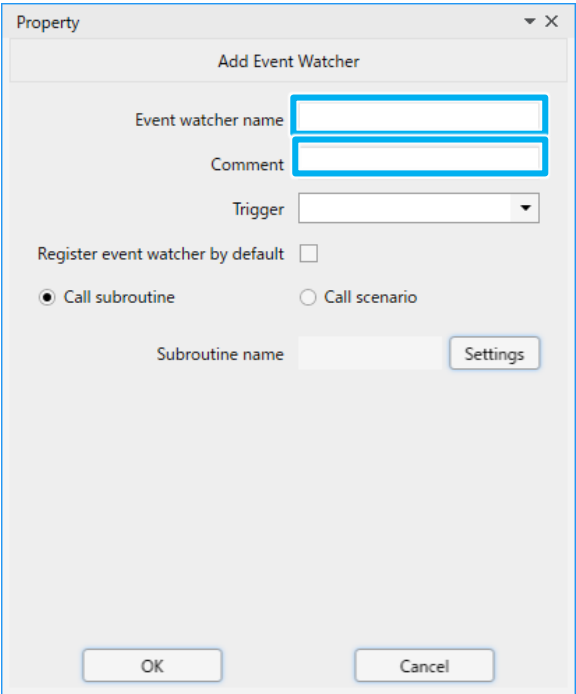 Property
Add Event Watcher
Event watcher name
Comment
Trigger
Register event watcher by default
Call subroutine Call scenario
Subroutine name Settings
OK Cancel